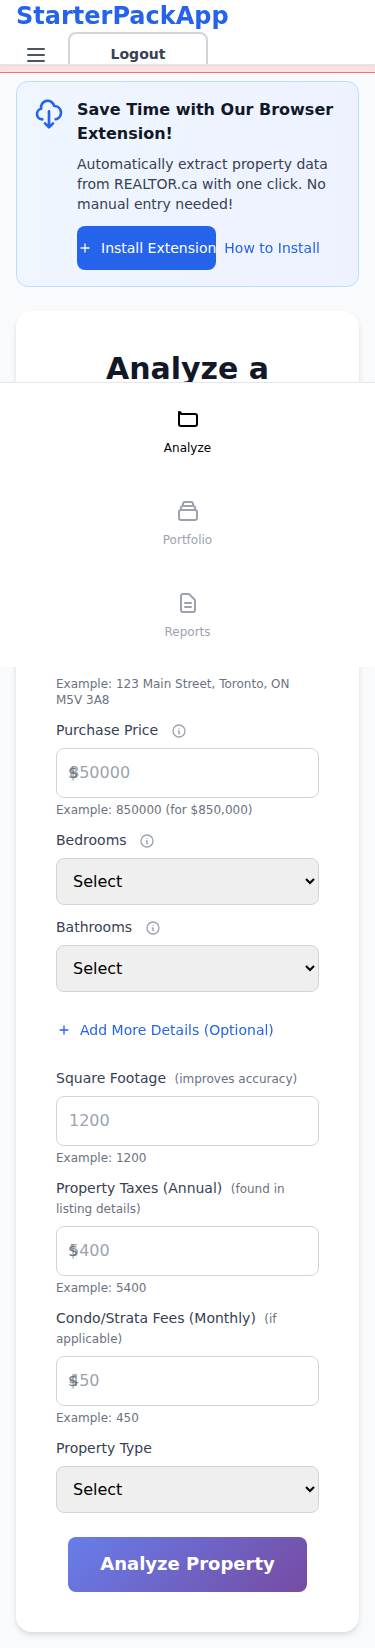 StarterPackApp
Logout
Save Time with Our Browser
Extension!
Automatically extract property data
from REALTOR.ca with one click. No
manual entry needed!
+ Install Extension How to Install
Analyze a
Analyze
Portfolio
Reports
Example: 123 Main Street, Toronto, ON
M5V 3A8
Purchase Price
$850000
Example: 850000 (for $850,000)
Bedrooms
Select
Bathrooms
Select
+ Add More Details (Optional)
Square Footage (improves accuracy)
1200
Example: 1200
Property Taxes (Annual) (found in
listing details)
$5400
Example: 5400
Condo/Strata Fees (Monthly) (if
applicable)
$450
Example: 450
Property Type
Select
Analyze Property